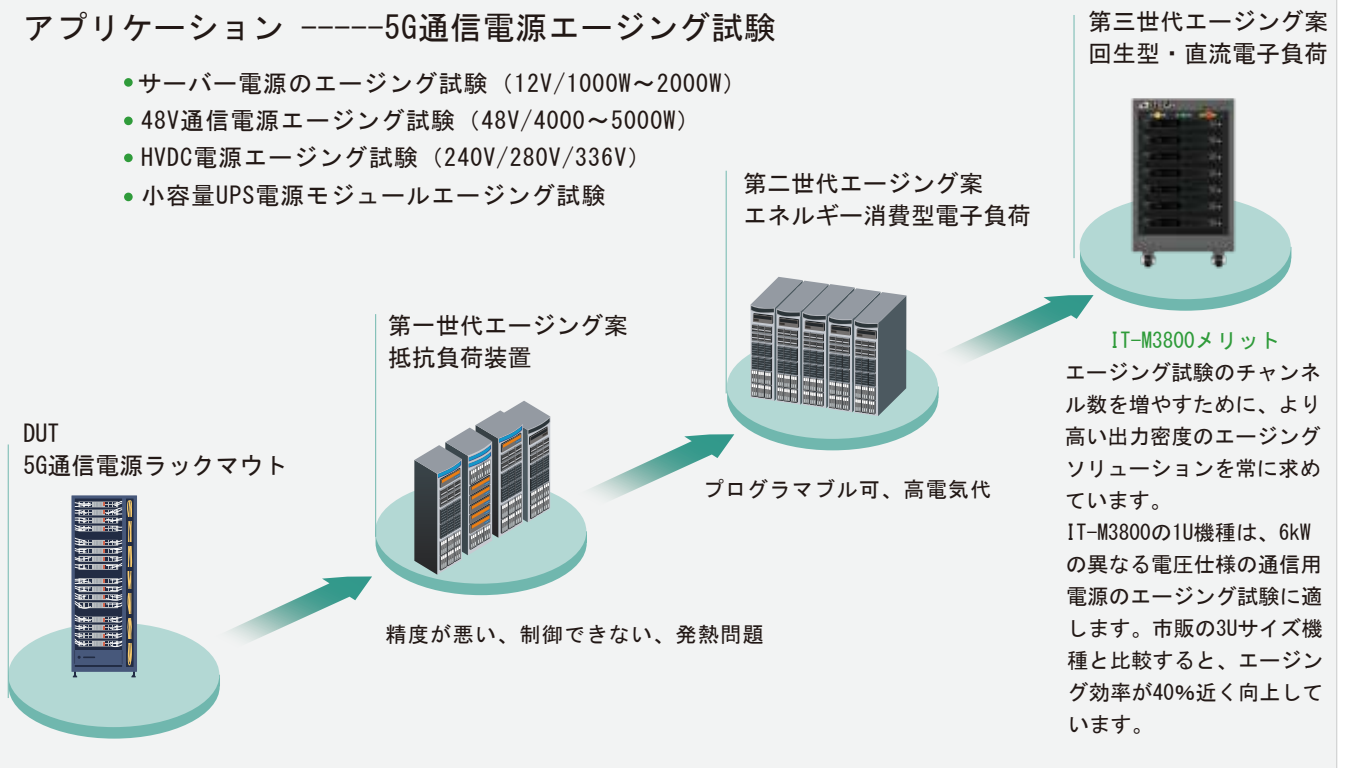 アプリケーション -----5G通信電源エージング試験
•サーバー電源のエージング試験（12V/1000W～2000W）
•48V通信電源エージング試験（48V/4000～5000W）
•HVDC電源エージング試験（240V/280V/336V）
•小容量UPS電源モジュールエージング試験
DUT
5G通信電源ラックマウト
第一世代エージング案
抵抗負荷装置
精度が悪い、制御できない、発熱問題
第二世代エージング案
エネルギー消費型電子負荷
プログラマブル可、高電気代
第三世代エージング案
回生型・直流電子負荷
IT-M3800メリット
エージング試験のチャンネ
ル数を増やすために、より
高い出力密度のエージング
ソリューションを常に求め
ています。
IT-M3800の1U機種は、6kW
の異なる電圧仕様の通信用
電源のエージング試験に適
します。市販の3Uサイズ機
種と比較すると、エージン
グ効率が40%近く向上して
います。